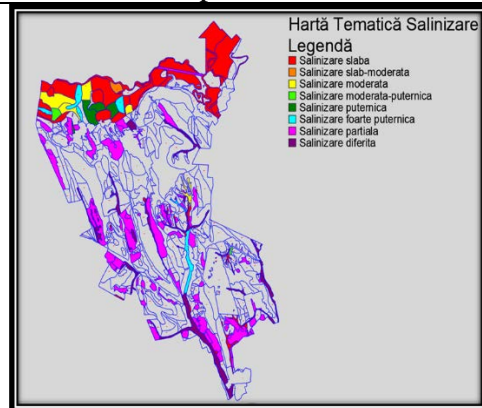 Hartă Tematică Salinizare
Legendă
Salinizare slaba
Salinizare slab-moderata
Salinizare moderata
Salinizare moderata-puternica
Salinizare puternica
Salinizare foarte puternica
Salinizare partiala
Salinizare diferita